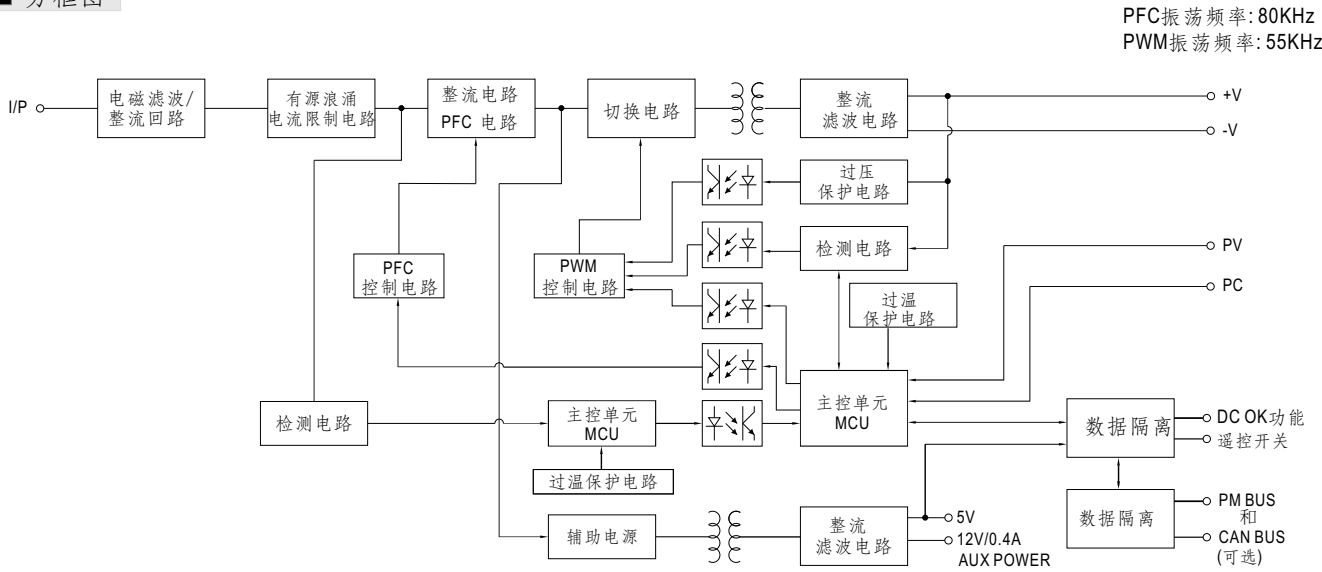 方框图
PFC振荡频率: 80KHz
PWM振荡频率: 55KHz
I/P
电磁滤波/
整流回路
有源浪涌
电流限制电路
整流电路
PFC 电路
切换电路
整流
滤波电路
+V
-V
过压
保护电路
检测电路
PFC
控制电路
PWM
控制电路
过温
保护电路
PV
PC
检测电路
主控单元
MCU
主控单元
MCU
数据隔离
DC OK功能
遥控开关
过温保护电路
辅助电源
整流
滤波电路
5V
12V/0.4A
AUX POWER
数据隔离
PM BUS
和
CAN BUS
(可选)